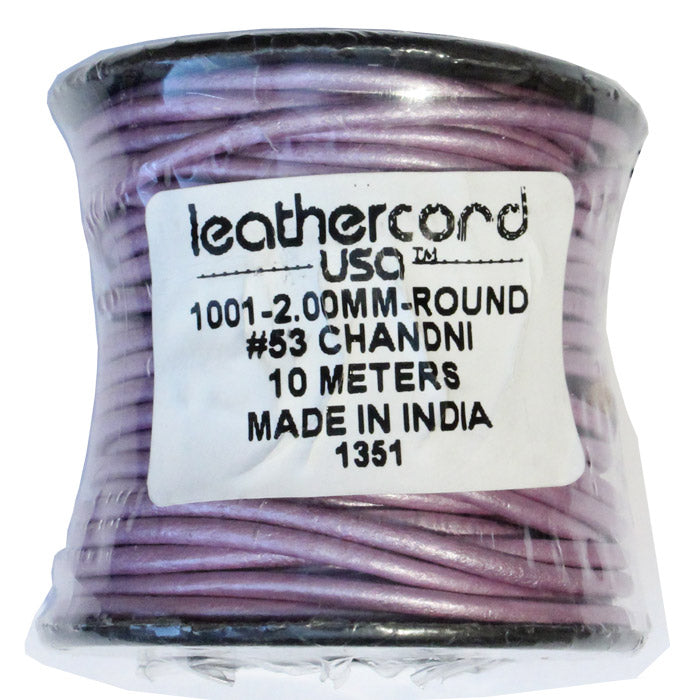 leathercord
usa™
1001-2.00MM-ROUND
#53 CHANDNI
10 METERS
MADE IN INDIA
1351